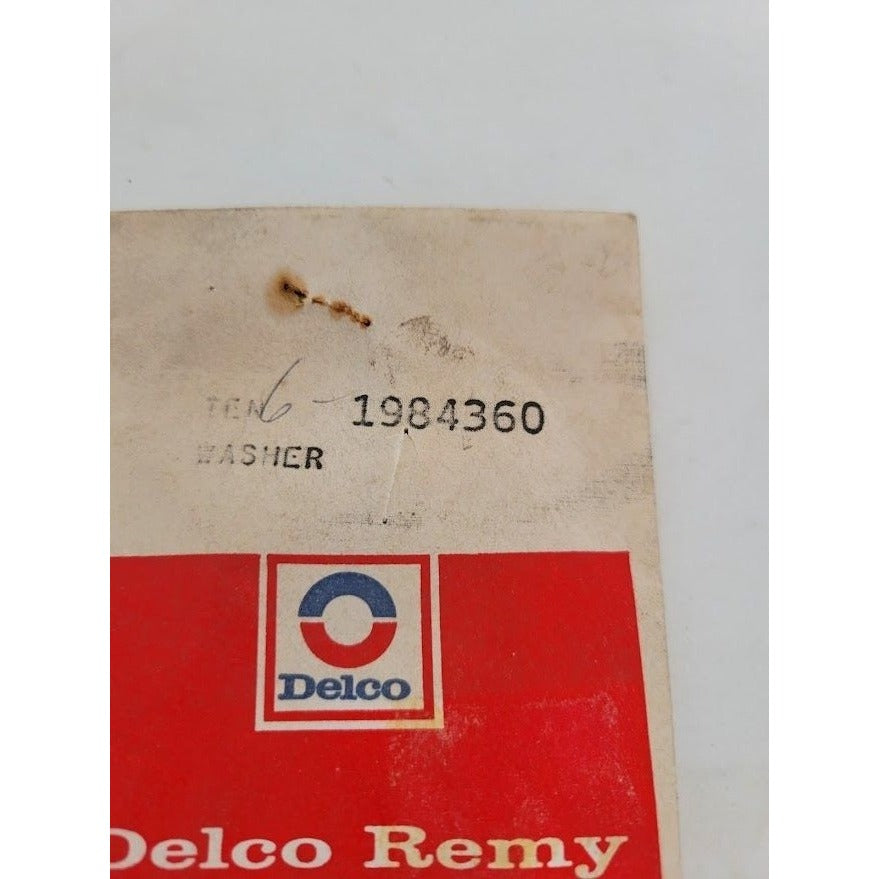 TEN 6 - 1984360
WASHER
Delco
Delco Remy